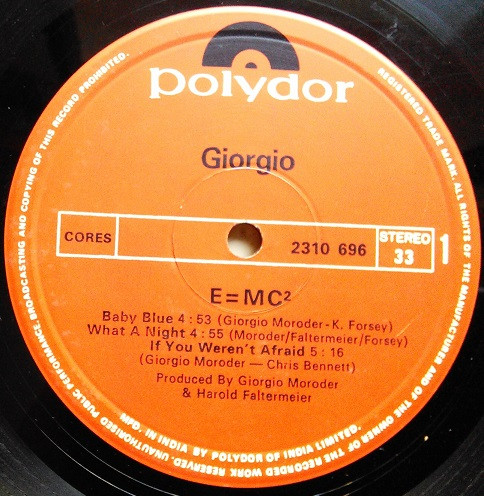 polydor
Giorgio
CORES
2310 696
STEREO
33
1
E=MC²
Baby Blue 4 : 53 (Giorgio Moroder-K. Forsey)
What A Night 4 : 55 (Moroder/Faltermeier/Forsey)
If You Weren't Afraid 5 : 16
(Giorgio Moroder — Chris Bennett)
Produced By Giorgio Moroder
& Harold Faltermeier
REGISTERED TRADE MARK. ALL RIGHTS OF THE MANUFACTURER AND OF THE OWNER OF THE RECORDED WORK RESERVED. UNAUTHORISED PUBLIC PERFORMANCE, BROADCASTING AND COPYING OF THIS RECORD PROHIBITED.
MFD. IN INDIA BY POLYDOR OF INDIA LIMITED